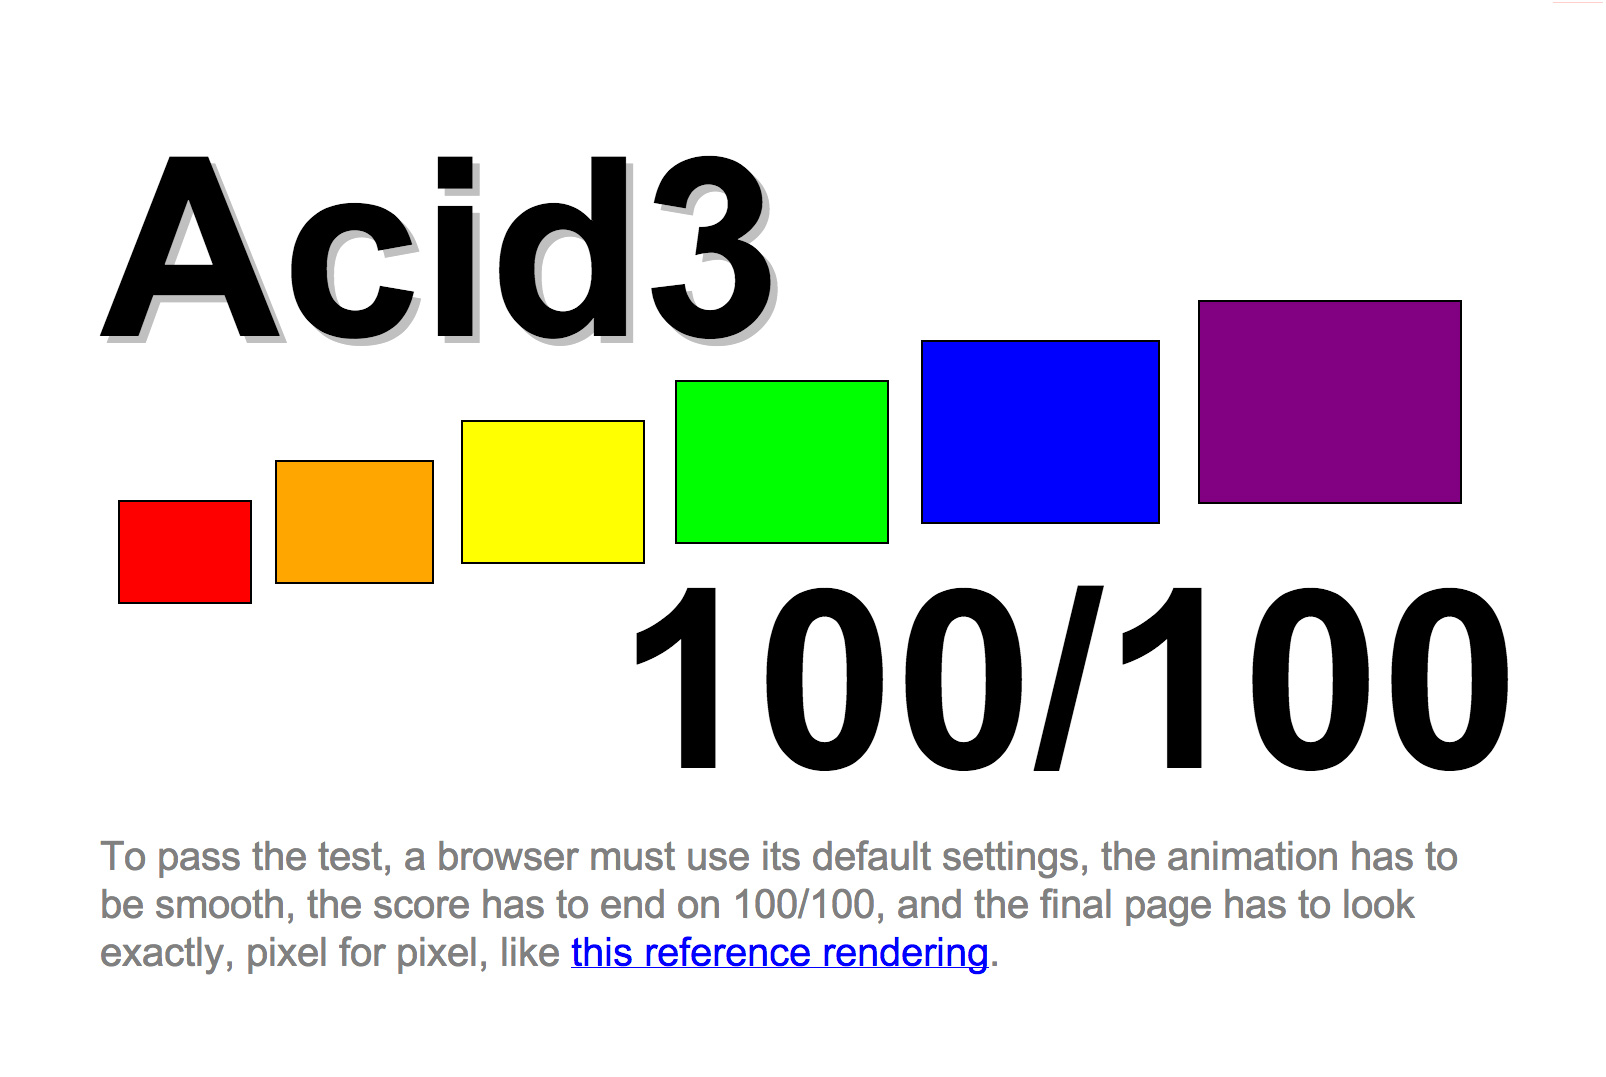 Acid3
100/100
To pass the test, a browser must use its default settings, the animation has to
be smooth, the score has to end on 100/100, and the final page has to look
exactly, pixel for pixel, like this reference rendering.